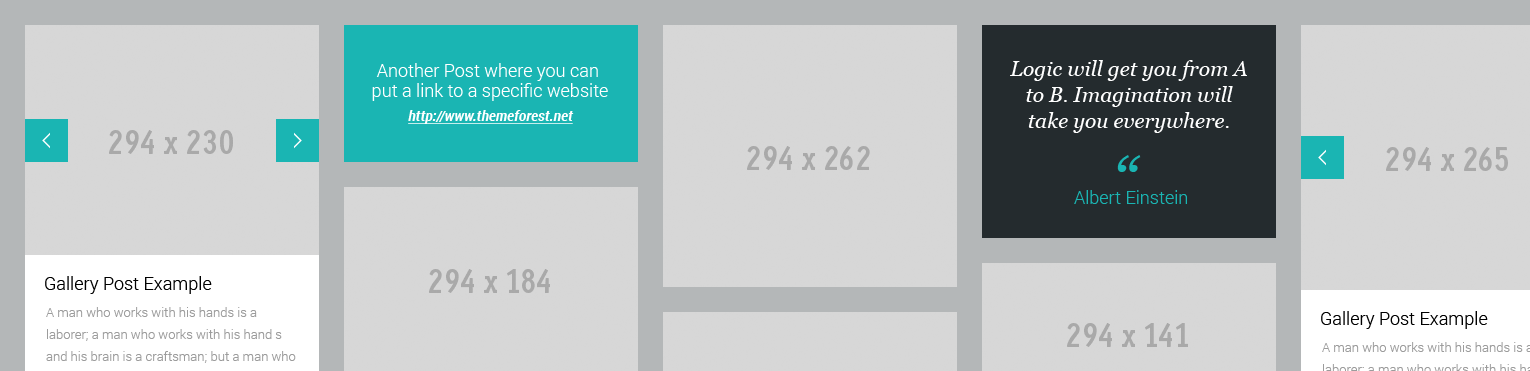 294 x 230
Gallery Post Example
A man who works with his hands is a
laborer; a man who works with his hand s
and his brain is a craftsman; but a man who
Another Post where you can
put a link to a specific website
http://www.themeforest.net
294 x 184
294 x 262
Logic will get you from A
to B. Imagination will
take you everywhere.
“
Albert Einstein
294 x 141
294 x 265
Gallery Post Example
A man who works with his hands is a
laborer; a man who works with his ha